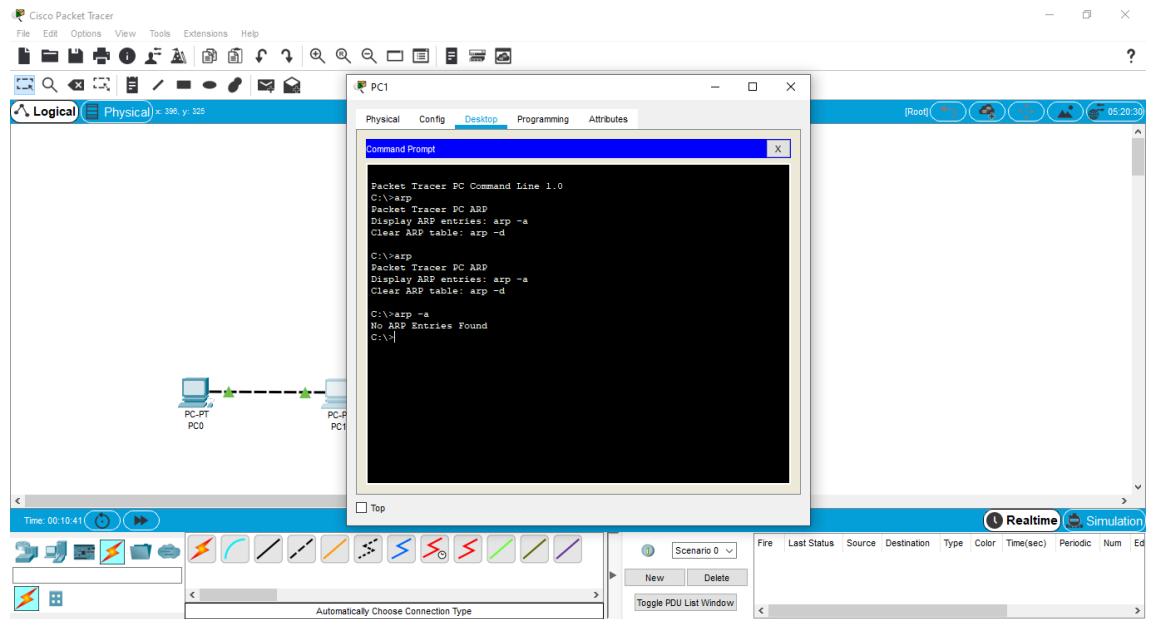 Cisco Packet Tracer
File Edit Options View Tools Extensions Help
?
Logical Physical x: 396, y: 325 [Root] 05:20:30
PC1
Physical Config Desktop Programming Attributes
Command Prompt X
Packet Tracer PC Command Line 1.0
C:\>arp
Packet Tracer PC ARP
Display ARP entries: arp -a
Clear ARP table: arp -d
C:\>arp
Packet Tracer PC ARP
Display ARP entries: arp -a
Clear ARP table: arp -d
C:\>arp -a
No ARP Entries Found
C:\>
PC-PT
PC0
PC-P
PC1
Top
Time: 00:10:41 Realtime Simulation
Scenario 0
New Delete
Toggle PDU List Window
Fire Last Status Source Destination Type Color Time(sec) Periodic Num Ed
Automatically Choose Connection Type